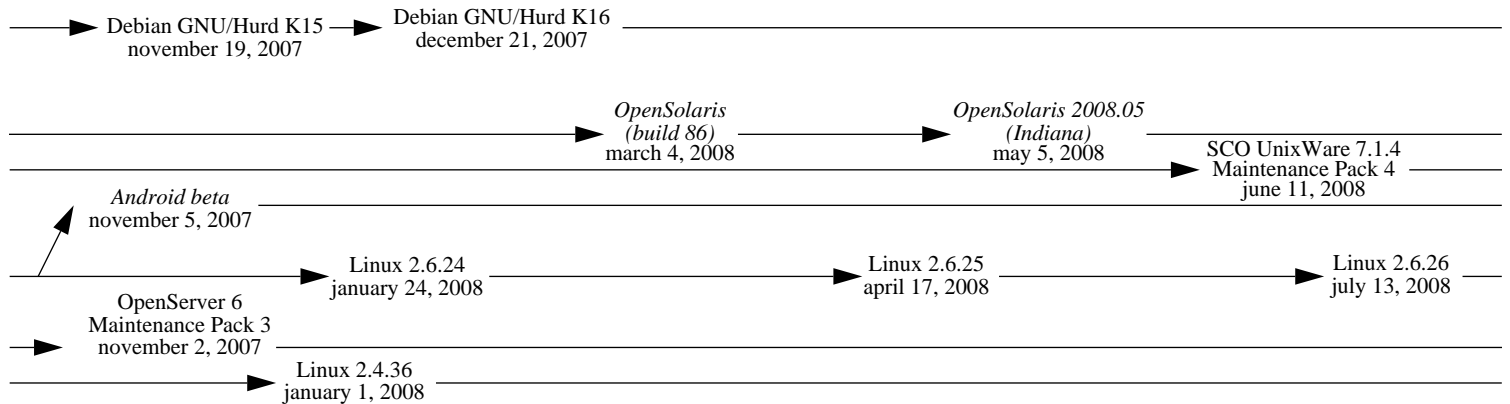 Debian GNU/Hurd K15
november 19, 2007
Debian GNU/Hurd K16
december 21, 2007
OpenSolaris
(build 86)
march 4, 2008
OpenSolaris 2008.05
(Indiana)
may 5, 2008
SCO UnixWare 7.1.4
Maintenance Pack 4
june 11, 2008
Android beta
november 5, 2007
Linux 2.6.24
january 24, 2008
Linux 2.6.25
april 17, 2008
Linux 2.6.26
july 13, 2008
OpenServer 6
Maintenance Pack 3
november 2, 2007
Linux 2.4.36
january 1, 2008